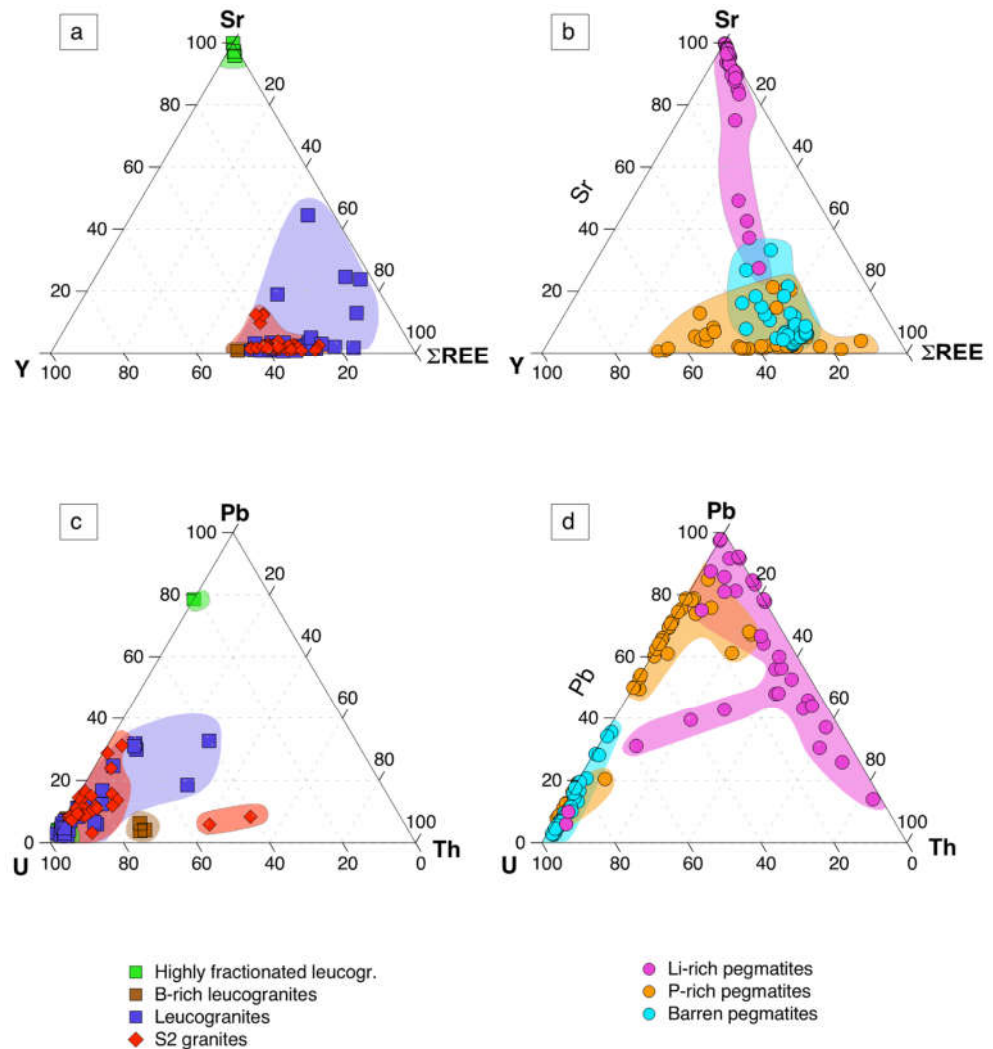 a
Sr
100
80
60
40
20
20
40
60
80
100
Y
ΣREE
100
80
60
40
20
0
b
Sr
100
80
60
40
20
Sr
20
40
60
80
100
Y
ΣREE
100
80
60
40
20
0
c
Pb
100
80
60
40
20
0
20
40
60
80
100
U
Th
100
80
60
40
20
0
d
Pb
100
80
60
40
20
0
Pb
20
40
60
80
100
U
Th
100
80
60
40
20
0
Highly fractionated leucogr.
B-rich leucogranites
Leucogranites
S2 granites
Li-rich pegmatites
P-rich pegmatites
Barren pegmatites